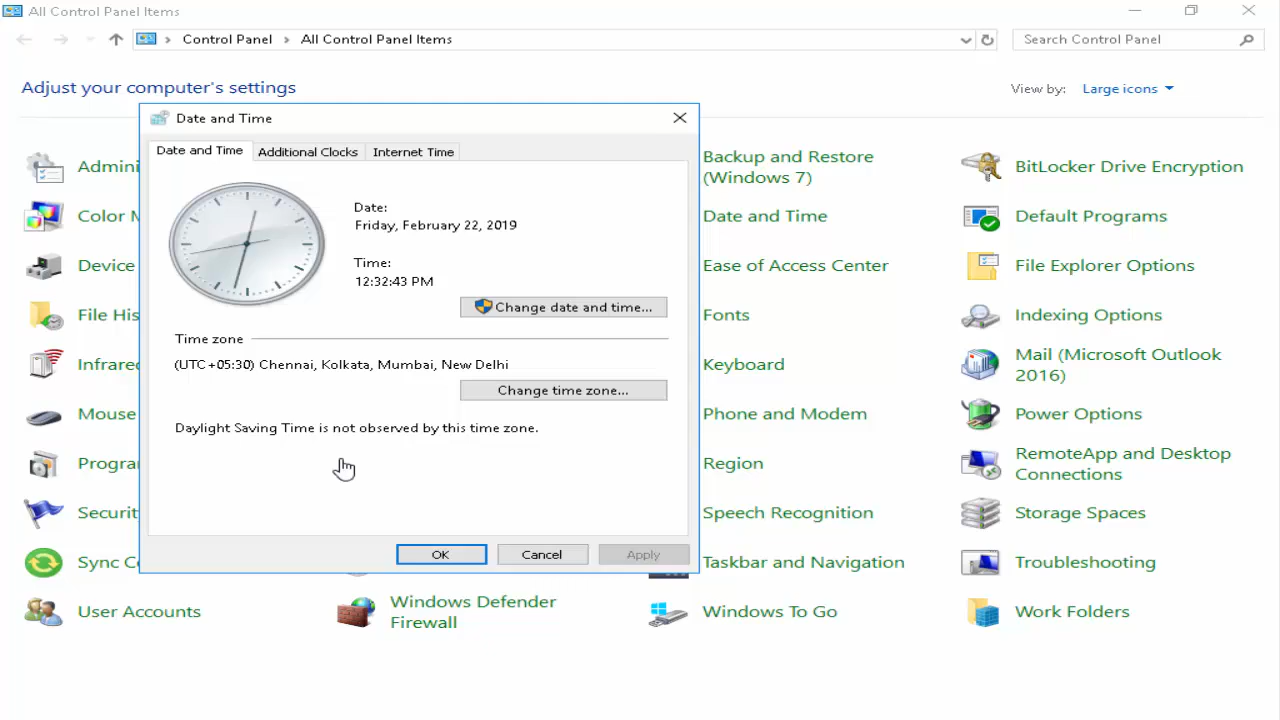 All Control Panel Items
Control Panel > All Control Panel Items
Search Control Panel
Adjust your computer's settings
View by: Large icons
Date and Time
Date and Time
Additional Clocks
Internet Time
Date:
Friday, February 22, 2019
Time:
12:32:43 PM
Change date and time...
Time zone
(UTC+05:30) Chennai, Kolkata, Mumbai, New Delhi
Change time zone...
Daylight Saving Time is not observed by this time zone.
OK
Cancel
Apply
Admini
Backup and Restore
(Windows 7)
BitLocker Drive Encryption
Color M
Date and Time
Default Programs
Device
Ease of Access Center
File Explorer Options
File His
Fonts
Indexing Options
Infrared
Keyboard
Mail (Microsoft Outlook
2016)
Mouse
Phone and Modem
Power Options
Program
Region
RemoteApp and Desktop
Connections
Securit
Speech Recognition
Storage Spaces
Sync Ce
Taskbar and Navigation
Troubleshooting
User Accounts
Windows Defender
Firewall
Windows To Go
Work Folders